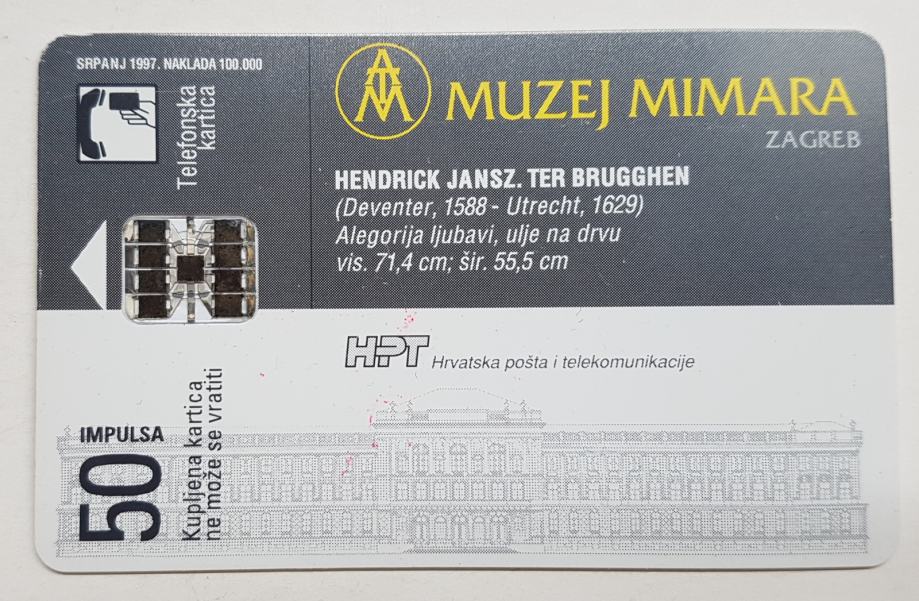 SRPANJ 1997. NAKLADA 100.000
Telefonska
kartica
ATM
MUZEJ MIMARA
ZAGREB
HENDRICK JANSZ. TER BRUGGHEN
(Deventer, 1588 - Utrecht, 1629)
Alegorija ljubavi, ulje na drvu
vis. 71,4 cm; šir. 55,5 cm
HPT Hrvatska pošta i telekomunikacije
50 IMPULSA
Kupljena kartica
ne može se vratiti